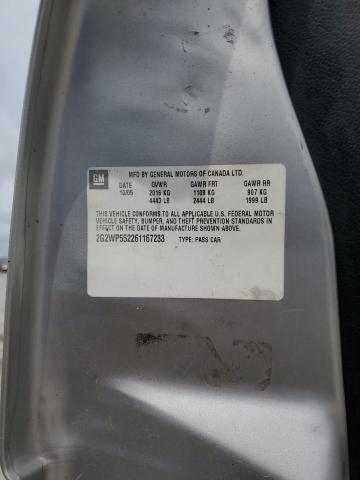 GM
MFD BY GENERAL MOTORS OF CANADA LTD.
DATE GVWR GAWR FRT GAWR RR
10/05 2016 KG 1109 KG 907 KG
4443 LB 2444 LB 1999 LB
THIS VEHICLE CONFORMS TO ALL APPLICABLE U.S. FEDERAL MOTOR
VEHICLE SAFETY, BUMPER, AND THEFT PREVENTION STANDARDS
IN EFFECT ON THE DATE OF MANUFACTURE SHOWN ABOVE.
2G2WP552261167233 TYPE: PASS CAR